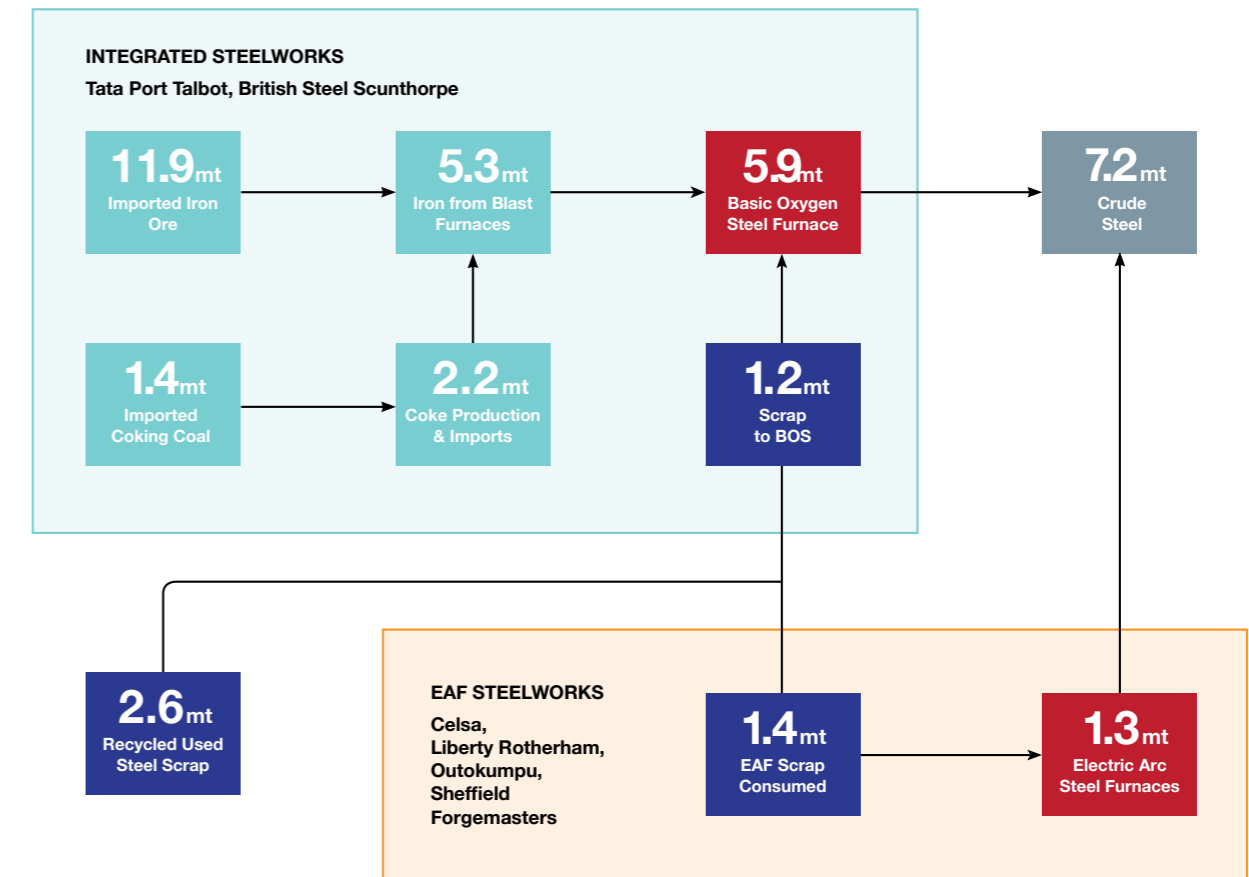 INTEGRATED STEELWORKS
Tata Port Talbot, British Steel Scunthorpe
11.9mt
Imported Iron
Ore
5.3mt
Iron from Blast
Furnaces
5.9mt
Basic Oxygen
Steel Furnace
7.2mt
Crude
Steel
1.4mt
Imported
Coking Coal
2.2mt
Coke Production
& Imports
1.2mt
Scrap
to BOS
2.6mt
Recycled Used
Steel Scrap
EAF STEELWORKS
Celsa,
Liberty Rotherham,
Outokumpu,
Sheffield
Forgemasters
1.4mt
EAF Scrap
Consumed
1.3mt
Electric Arc
Steel Furnaces